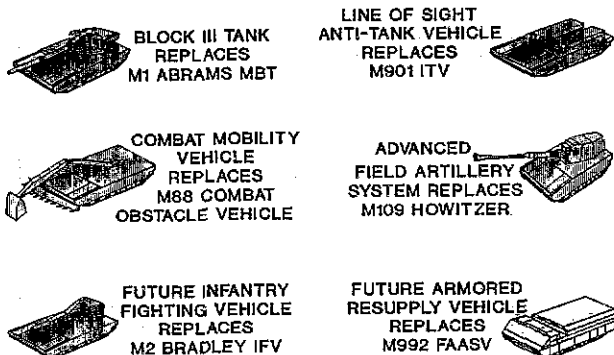 BLOCK III TANK
REPLACES
M1 ABRAMS MBT
LINE OF SIGHT
ANTI-TANK VEHICLE
REPLACES
M901 ITV
COMBAT MOBILITY
VEHICLE
REPLACES
M88 COMBAT
OBSTACLE VEHICLE
ADVANCED
FIELD ARTILLERY
SYSTEM REPLACES
M109 HOWITZER
FUTURE INFANTRY
FIGHTING VEHICLE
REPLACES
M2 BRADLEY IFV
FUTURE ARMORED
RESUPPLY VEHICLE
REPLACES
M992 FAASV